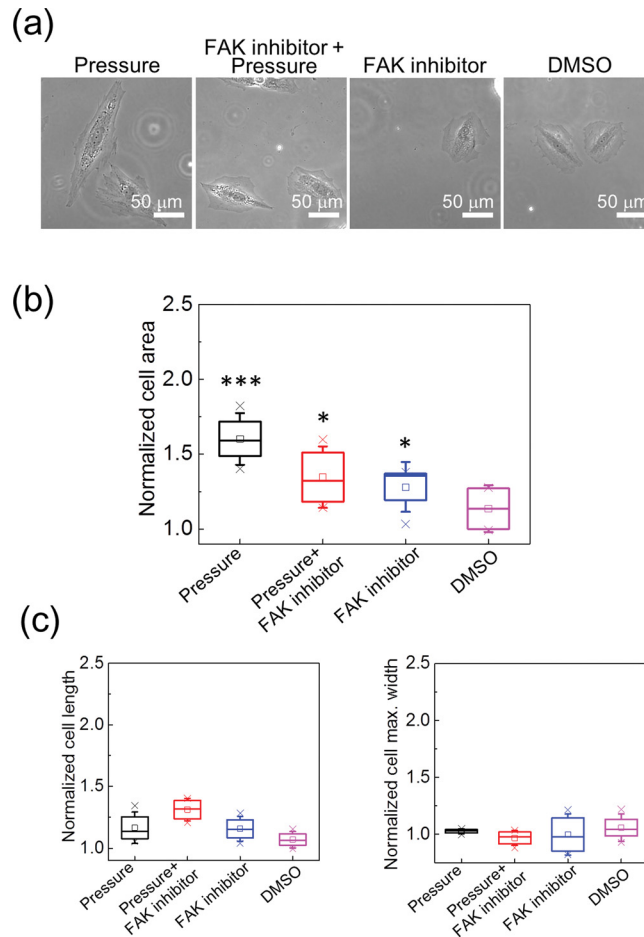 (a)
Pressure
FAK inhibitor +
Pressure
FAK inhibitor
DMSO
50 μm
50 μm
50 μm
50 μm
(b)
Normalized cell area
2.5
2.0
1.5
1.0
***
*
*
Pressure
Pressure+
FAK inhibitor
FAK inhibitor
DMSO
(c)
Normalized cell length
2.5
2.0
1.5
1.0
Pressure
Pressure+
FAK inhibitor
FAK inhibitor
DMSO
Normalized cell max. width
2.5
2.0
1.5
1.0
Pressure
Pressure+
FAK inhibitor
FAK inhibitor
DMSO